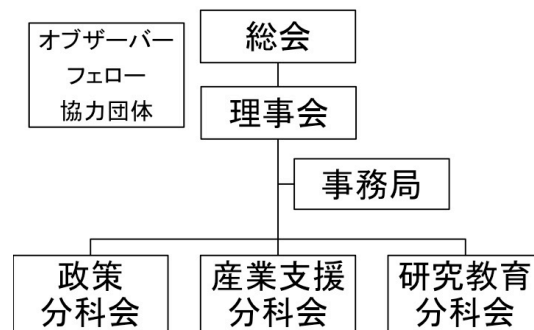 オブザーバー
フェロー
協力団体
総会
理事会
事務局
政策
分科会
産業支援
分科会
研究教育
分科会